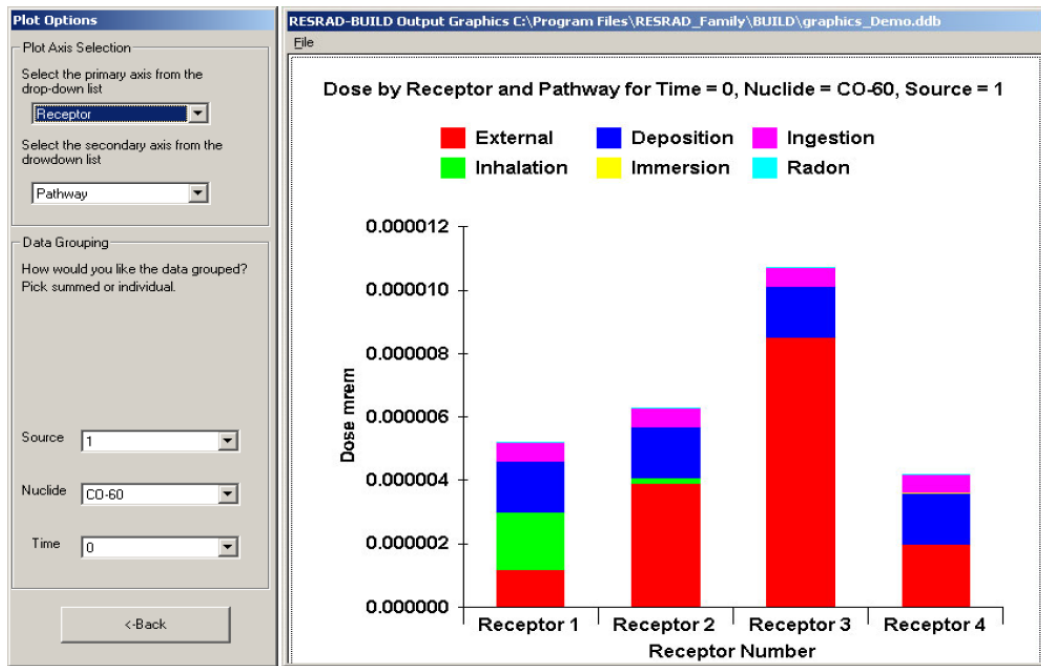 Plot Options
Plot Axis Selection
Select the primary axis from the
drop-down list
Receptor
Select the secondary axis from the
drowdown list
Pathway
Data Grouping
How would you like the data grouped?
Pick summed or individual.
Source
1
Nuclide
CO-60
Time
0
<-Back
RESRAD-BUILD Output Graphics C:\Program Files\RESRAD_Family\BUILD\graphics_Demo.ddb
File
Dose by Receptor and Pathway for Time = 0, Nuclide = CO-60, Source = 1
External Deposition Ingestion
Inhalation Immersion Radon
0.000012
0.000010
0.000008
0.000006
0.000004
0.000002
0.000000
Dose mrem
Receptor 1 Receptor 2 Receptor 3 Receptor 4
Receptor Number